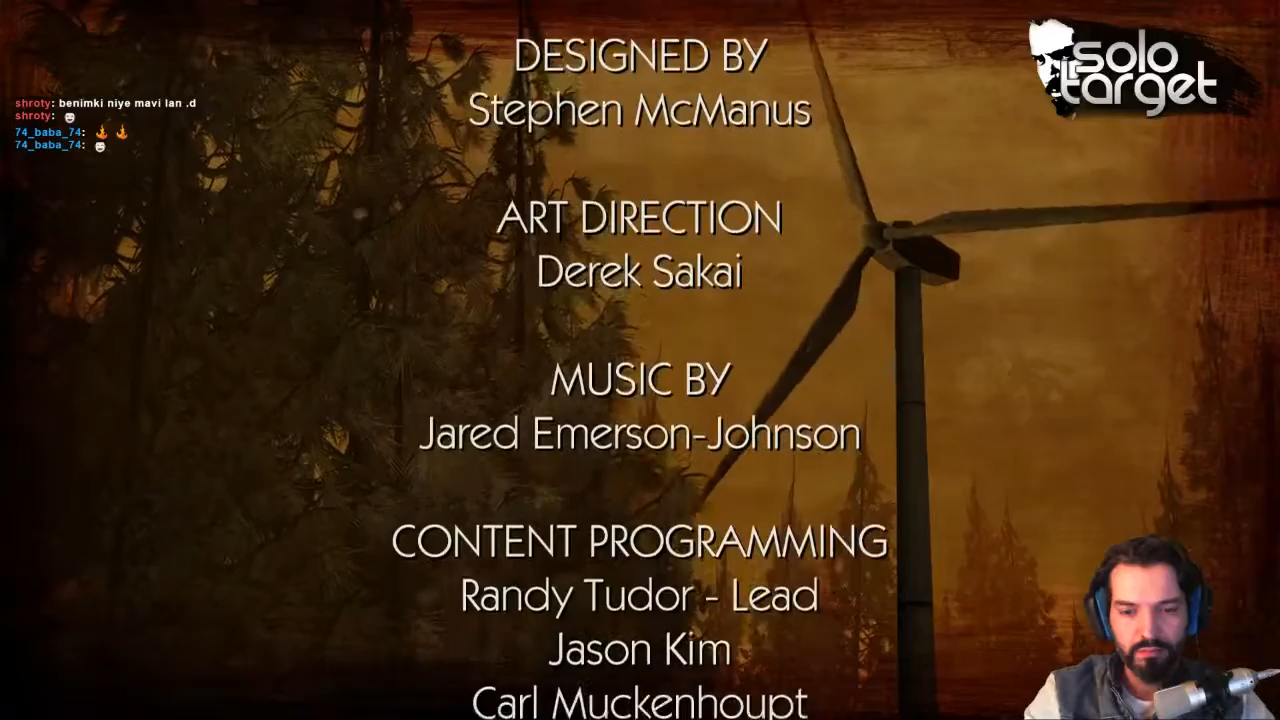 DESIGNED BY
Stephen McManus
ART DIRECTION
Derek Sakai
MUSIC BY
Jared Emerson-Johnson
CONTENT PROGRAMMING
Randy Tudor - Lead
Jason Kim
Carl Muckenhoupt
solo
target
shroty: benimki niye mavi lan .d
shroty:
74_baba_74:
74_baba_74: